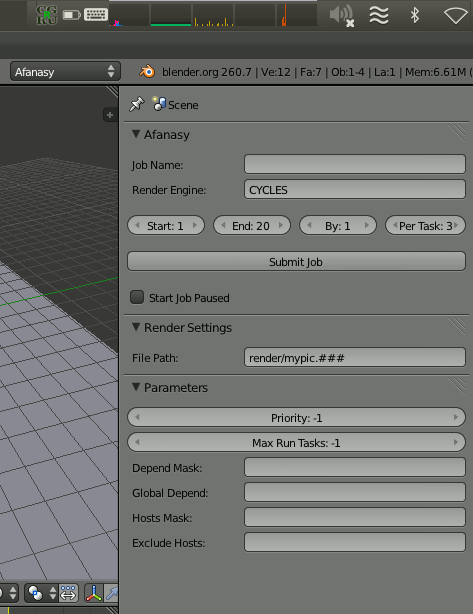 Afanasy
blender.org 260.7 | Ve:12 | Fa:7 | Ob:1-4 | La:1 | Mem:6.61M (
Scene
Afanasy
Job Name:
Render Engine: CYCLES
Start: 1 End: 20 By: 1 Per Task: 3
Submit Job
Start Job Paused
Render Settings
File Path: render/mypic.###
Parameters
Priority: -1
Max Run Tasks: -1
Depend Mask:
Global Depend:
Hosts Mask:
Exclude Hosts: